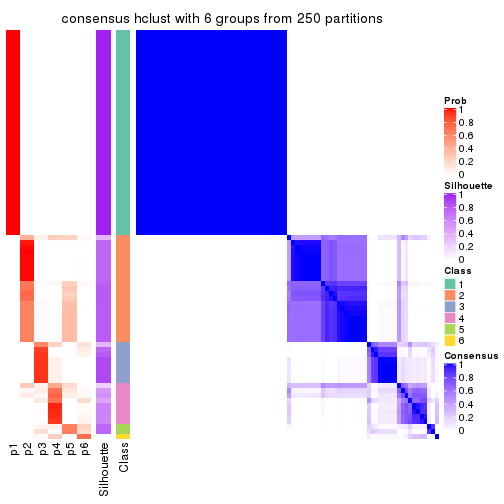 consensus hclust with 6 groups from 250 partitions
Prob
1
0.8
0.6
0.4
0.2
0
Silhouette
1
0.8
0.6
0.4
0.2
0
Class
1
2
3
4
5
6
Consensus
1
0.8
0.6
0.4
0.2
0
p1
p2
p3
p4
p5
p6
Silhouette
Class